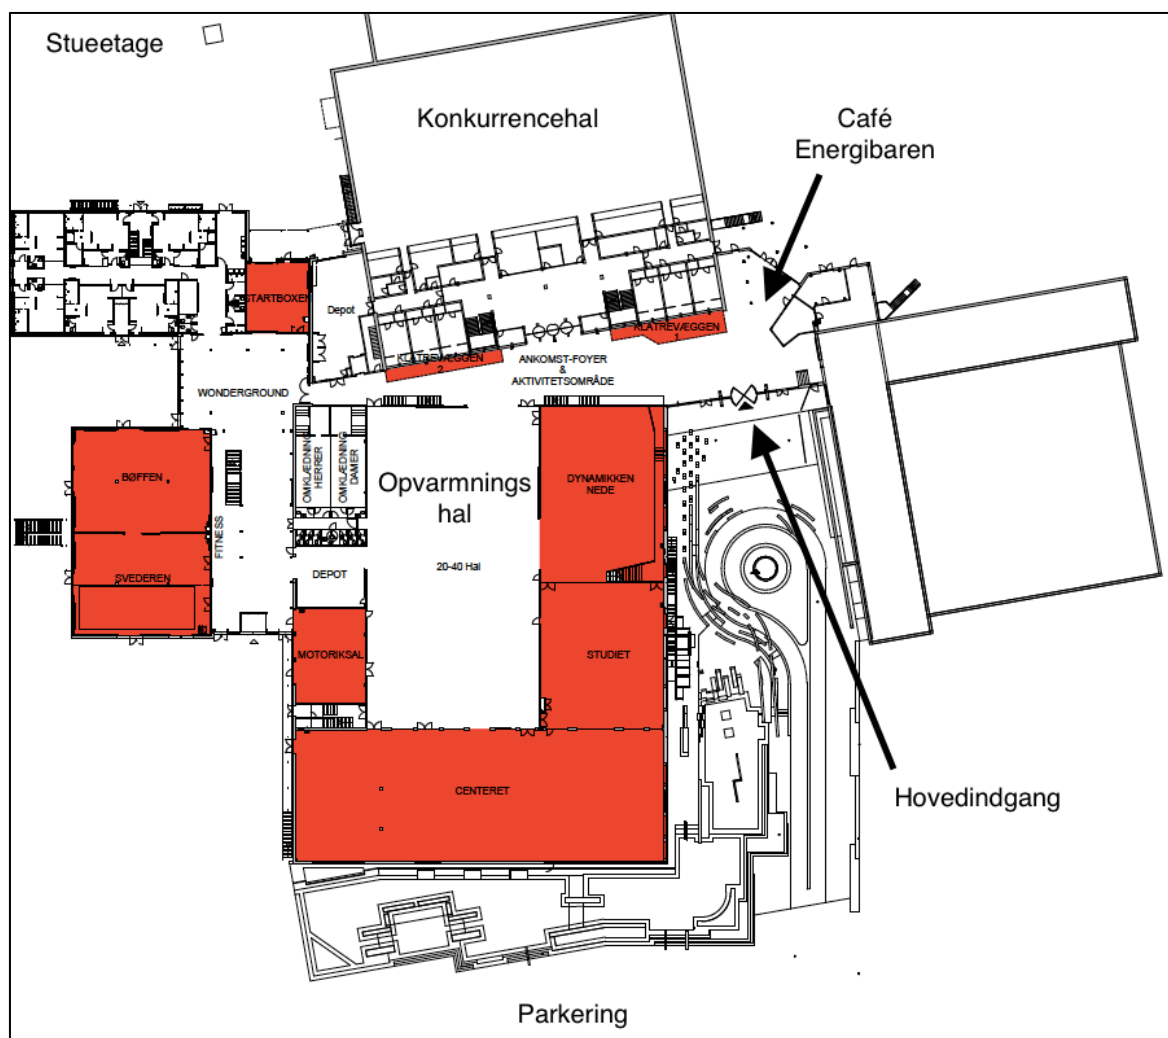 Stueetage
Konkurrencehal
Café
Energibaren
STARTBOXEN
Depot
KLATREVÆGGEN
1
KLATREVÆGGEN
2
ANKOMST-FOYER
&
AKTIVITETSOMRÅDE
WONDERGROUND
OMKLÆDNING
HERRER
OMKLÆDNING
DAMER
Opvarmnings
hal
20-40 Hal
DYNAMIKKEN
NEDE
BØFFEN
FITNESS
SVEDEREN
DEPOT
MOTORIKSAL
STUDIET
CENTERET
Hovedindgang
Parkering